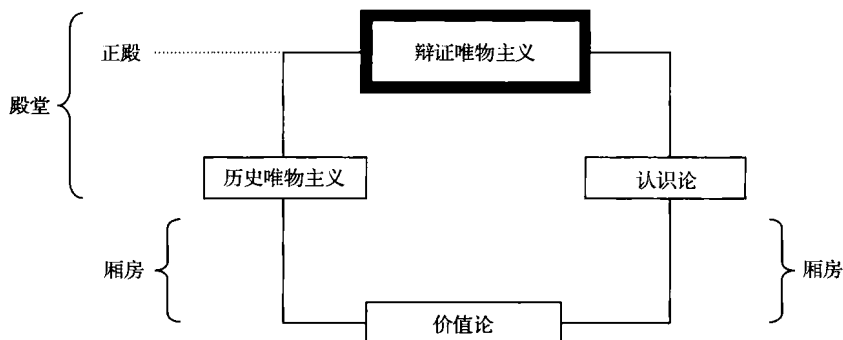 正殿
辩证唯物主义
殿堂
历史唯物主义
认识论
厢房
厢房
价值论